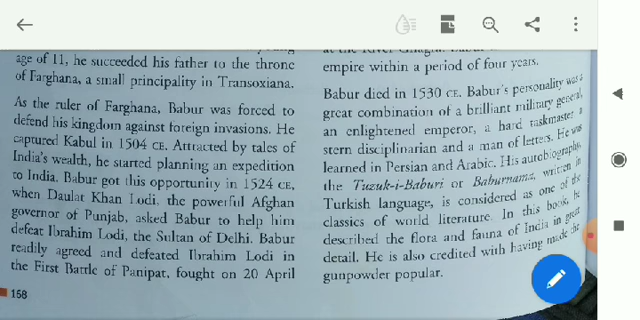 age of 11, he succeeded his father to the throne
of Farghana, a small principality in Transoxiana.
As the ruler of Farghana, Babur was forced to
defend his kingdom against foreign invasions. He
captured Kabul in 1504 CE. Attracted by tales of
India's wealth, he started planning an expedition
to India. Babur got this opportunity in 1524 CE,
when Daulat Khan Lodi, the powerful Afghan
governor of Punjab, asked Babur to help him
defeat Ibrahim Lodi, the Sultan of Delhi. Babur
readily agreed and defeated Ibrahim Lodi in
the First Battle of Panipat, fought on 20 April
168
empire within a period of four years.
Babur died in 1530 CE. Babur's personality was a
great combination of a brilliant military general,
an enlightened emperor, a hard taskmaster a
stern disciplinarian and a man of letters. He was
learned in Persian and Arabic. His autobiography,
the Tuzuk-i-Baburi or Baburnama, written in
Turkish language, is considered as one of the
classics of world literature. In this book, he
described the flora and fauna of India in great
detail. He is also credited with having made the
gunpowder popular.